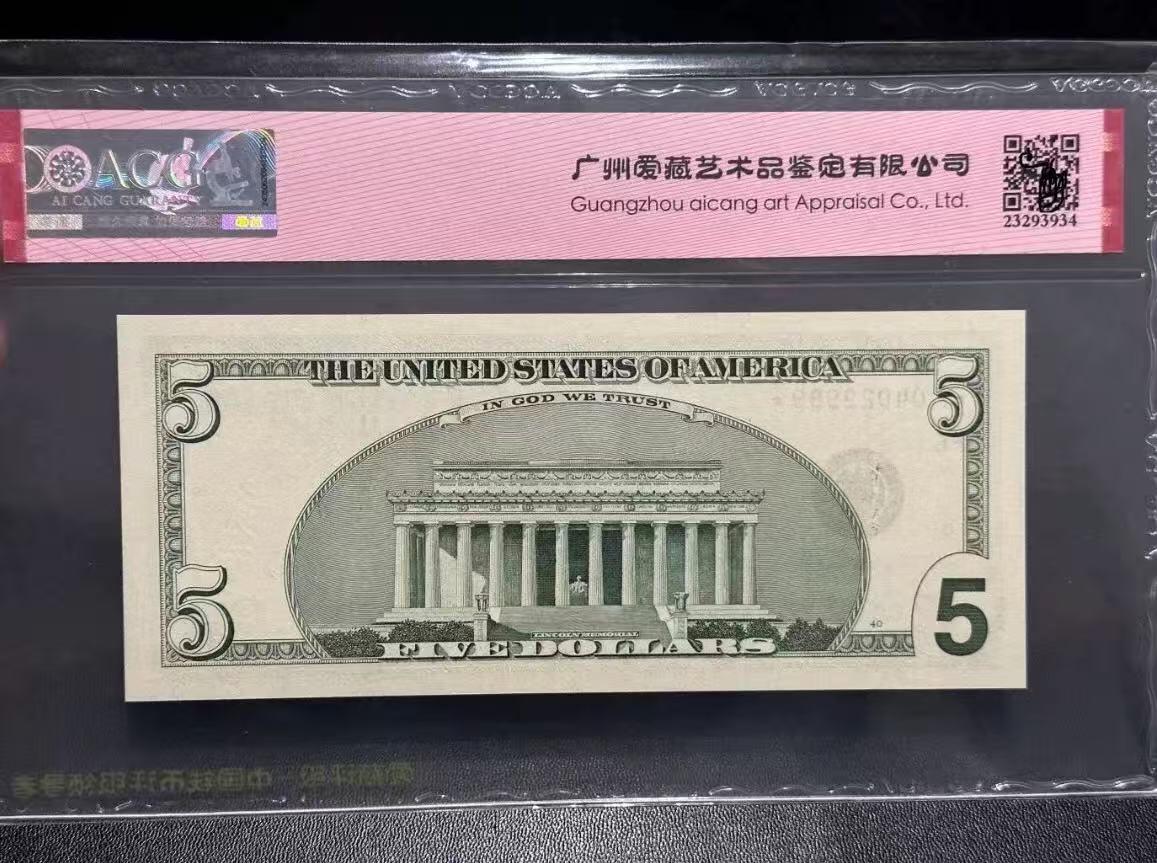 ACG
AI CANG GUARANTY
广州爱藏艺术品鉴定有限公司
Guangzhou aicang art Appraisal Co., Ltd.
23293934
5 THE UNITED STATES OF AMERICA 5
IN GOD WE TRUST
40
LINCOLN MEMORIAL
5 FIVE DOLLARS 5